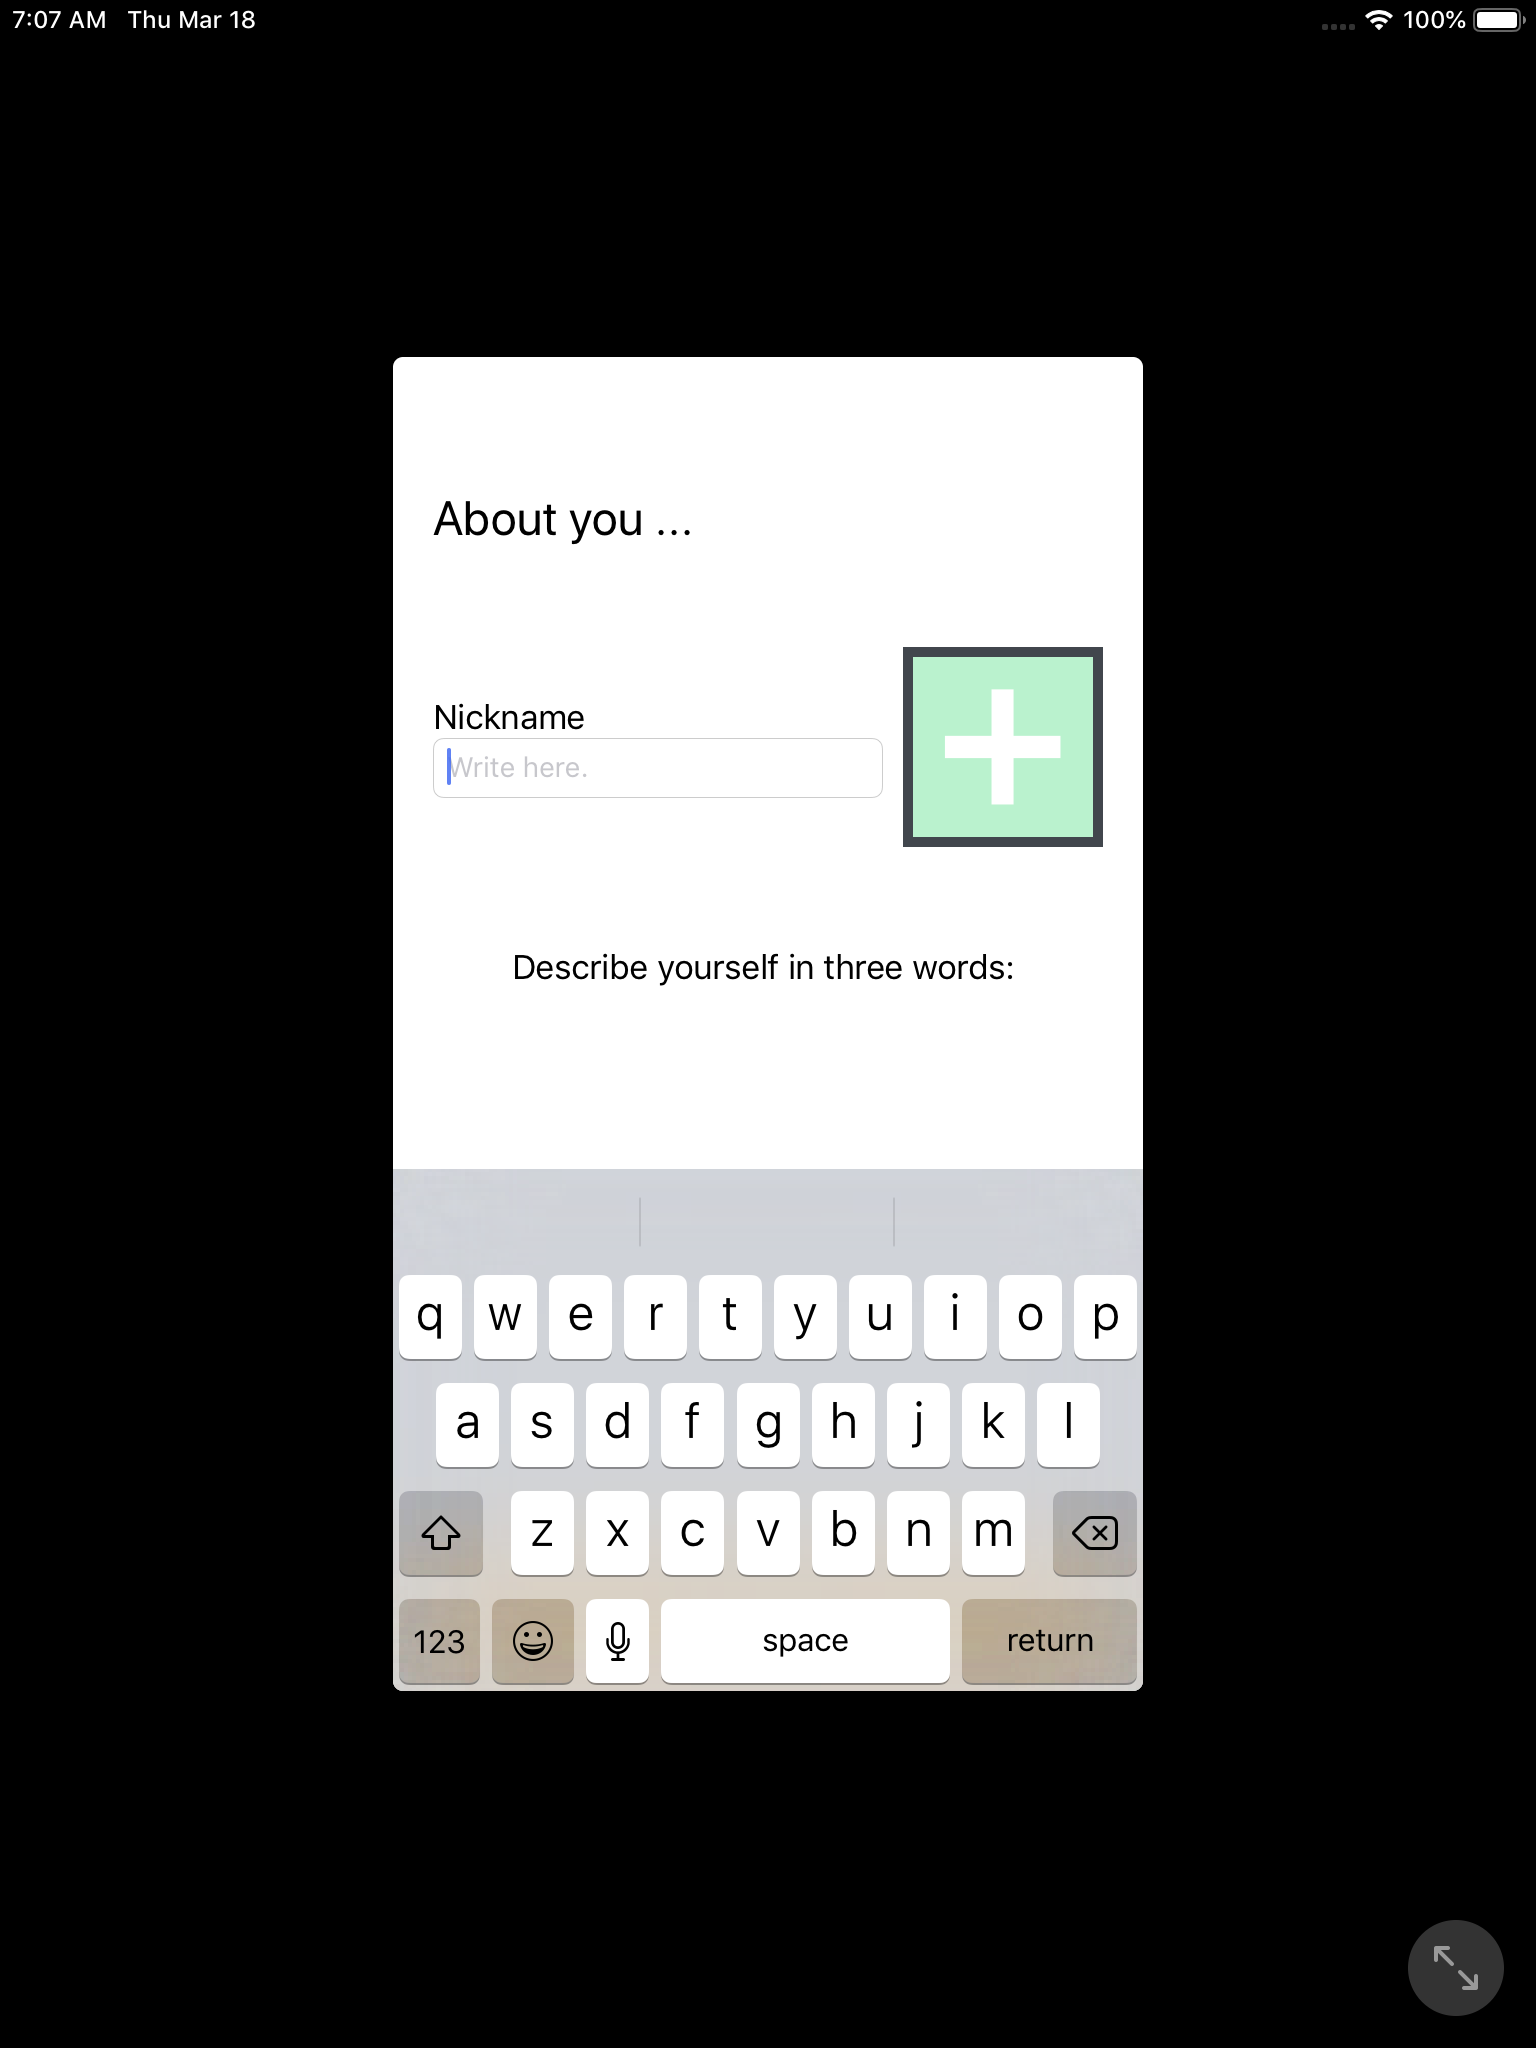 7:07 AM Thu Mar 18 100%
About you ...
Nickname
Write here.
Describe yourself in three words:
q w e r t y u i o p
a s d f g h j k l
z x c v b n m
123 space return